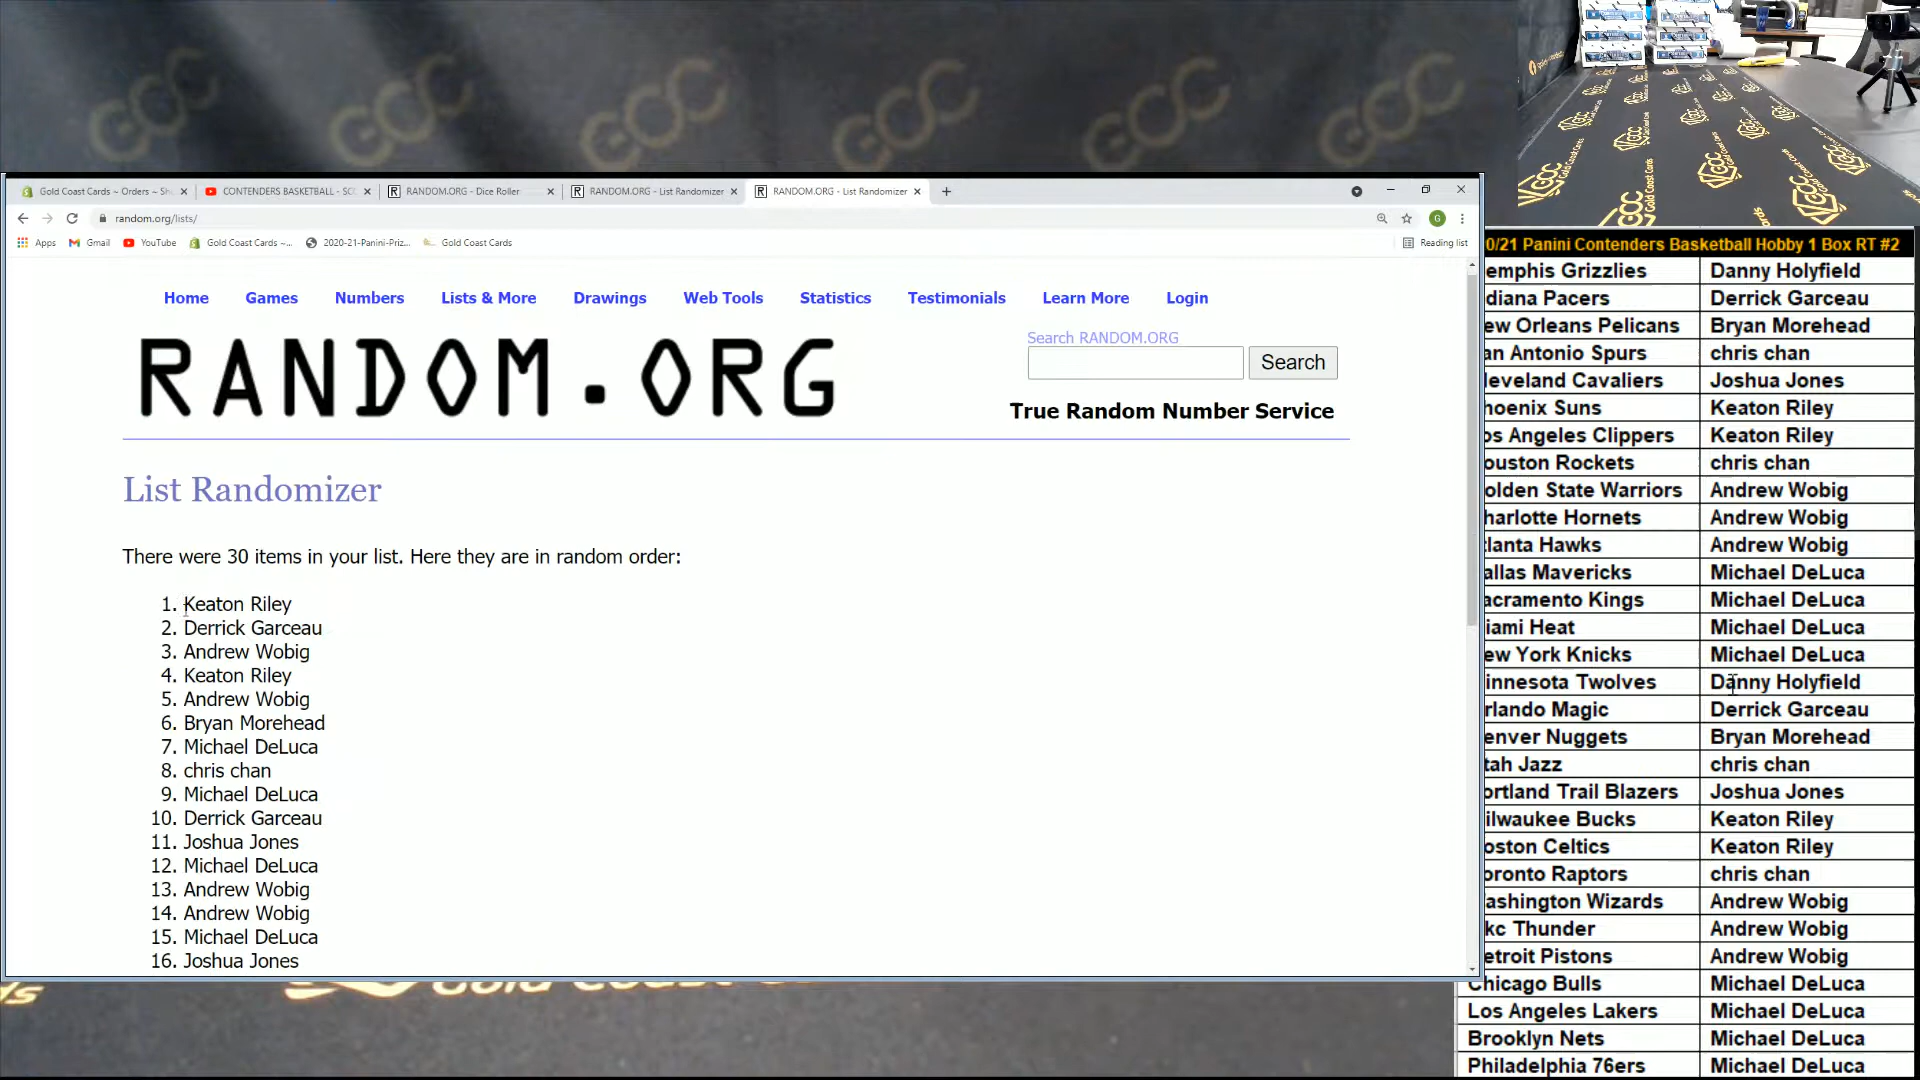 GCC GCC GCC GCC GCC GCC
Gold Coast Cards ~ Orders ~ Sh
CONTENDERS BASKETBALL - SC
RANDOM.ORG - Dice Roller
RANDOM.ORG - List Randomizer
RANDOM.ORG - List Randomizer
random.org/lists/
G
Apps
Gmail
YouTube
Gold Coast Cards ~...
2020-21-Panini-Priz...
Gold Coast Cards
Reading list
Home Games Numbers Lists & More Drawings Web Tools Statistics Testimonials Learn More Login
RANDOM.ORG
Search RANDOM.ORG
Search
True Random Number Service
List Randomizer
There were 30 items in your list. Here they are in random order:
1. Keaton Riley
2. Derrick Garceau
3. Andrew Wobig
4. Keaton Riley
5. Andrew Wobig
6. Bryan Morehead
7. Michael DeLuca
8. chris chan
9. Michael DeLuca
10. Derrick Garceau
11. Joshua Jones
12. Michael DeLuca
13. Andrew Wobig
14. Andrew Wobig
15. Michael DeLuca
16. Joshua Jones
0/21 Panini Contenders Basketball Hobby 1 Box RT #2
emphis Grizzlies Danny Holyfield
diana Pacers Derrick Garceau
ew Orleans Pelicans Bryan Morehead
an Antonio Spurs chris chan
leveland Cavaliers Joshua Jones
hoenix Suns Keaton Riley
os Angeles Clippers Keaton Riley
ouston Rockets chris chan
olden State Warriors Andrew Wobig
harlotte Hornets Andrew Wobig
tlanta Hawks Andrew Wobig
allas Mavericks Michael DeLuca
acramento Kings Michael DeLuca
iami Heat Michael DeLuca
ew York Knicks Michael DeLuca
innesota Twolves Danny Holyfield
rlando Magic Derrick Garceau
enver Nuggets Bryan Morehead
tah Jazz chris chan
ortland Trail Blazers Joshua Jones
ilwaukee Bucks Keaton Riley
oston Celtics Keaton Riley
oronto Raptors chris chan
ashington Wizards Andrew Wobig
kc Thunder Andrew Wobig
etroit Pistons Andrew Wobig
Chicago Bulls Michael DeLuca
Los Angeles Lakers Michael DeLuca
Brooklyn Nets Michael DeLuca
Philadelphia 76ers Michael DeLuca